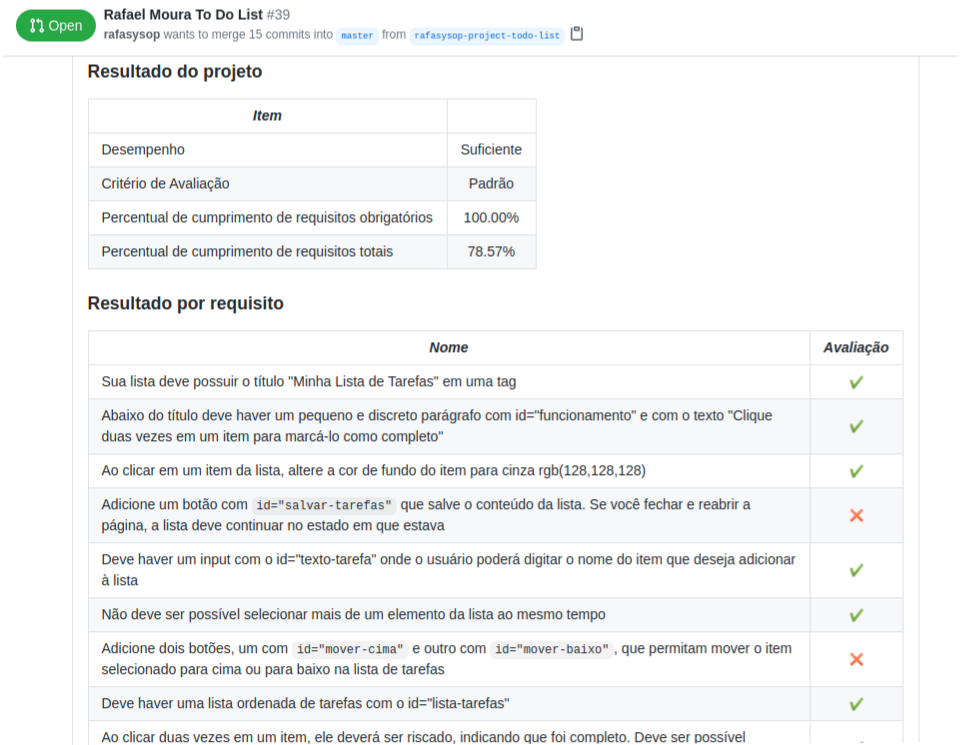 Open
Rafael Moura To Do List #39
rafasysop wants to merge 15 commits into master from rafasysop-project-todo-list
Resultado do projeto
Item
Desempenho Suficiente
Critério de Avaliação Padrão
Percentual de cumprimento de requisitos obrigatórios 100.00%
Percentual de cumprimento de requisitos totais 78.57%
Resultado por requisito
Nome Avaliação
Sua lista deve possuir o título "Minha Lista de Tarefas" em uma tag
Abaixo do título deve haver um pequeno e discreto parágrafo com id="funcionamento" e com o texto "Clique
duas vezes em um item para marcá-lo como completo"
Ao clicar em um item da lista, altere a cor de fundo do item para cinza rgb(128,128,128)
Adicione um botão com id="salvar-tarefas" que salve o conteúdo da lista. Se você fechar e reabrir a
página, a lista deve continuar no estado em que estava
Deve haver um input com o id="texto-tarefa" onde o usuário poderá digitar o nome do item que deseja adicionar
à lista
Não deve ser possível selecionar mais de um elemento da lista ao mesmo tempo
Adicione dois botões, um com id="mover-cima" e outro com id="mover-baixo", que permitam mover o item
selecionado para cima ou para baixo na lista de tarefas
Deve haver uma lista ordenada de tarefas com o id="lista-tarefas"
Ao clicar duas vezes em um item, ele deverá ser riscado, indicando que foi completo. Deve ser possível